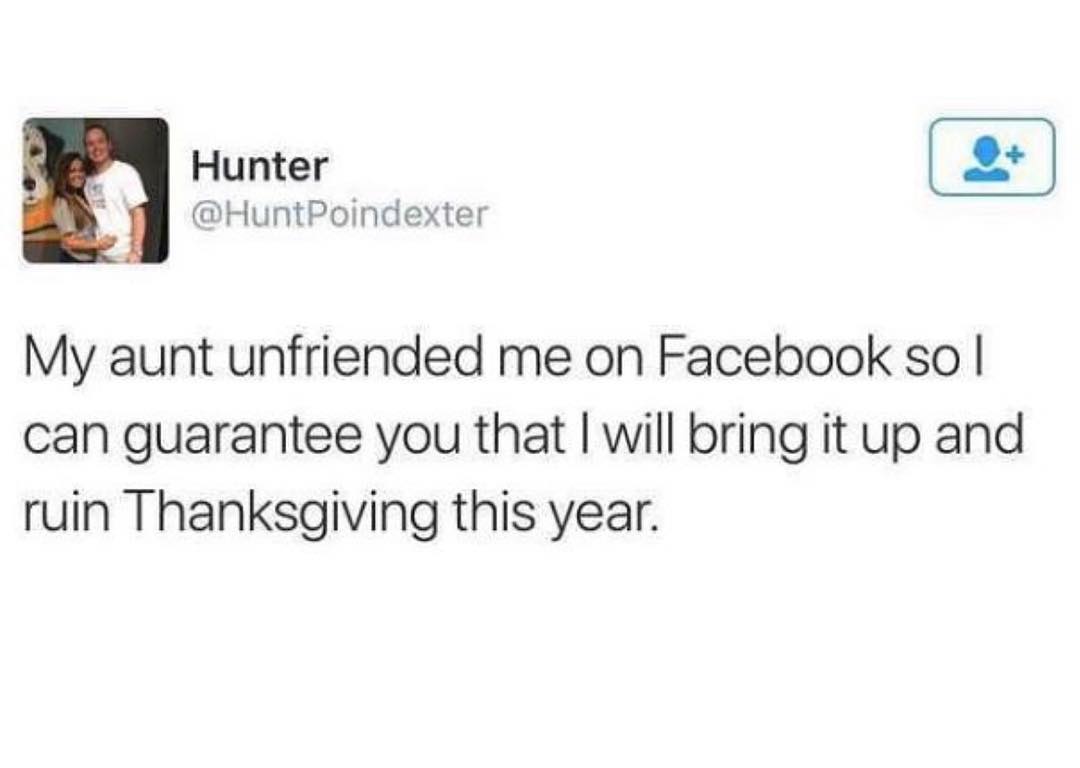 Hunter
@HuntPoindexter
My aunt unfriended me on Facebook so I
can guarantee you that I will bring it up and
ruin Thanksgiving this year.